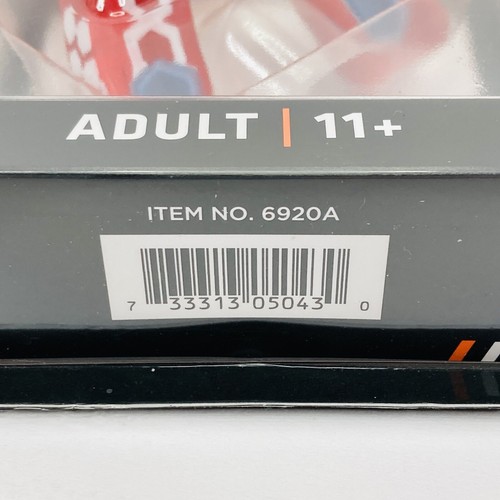 ADULT | 11+
ITEM NO. 6920A
7 33313 05043 0